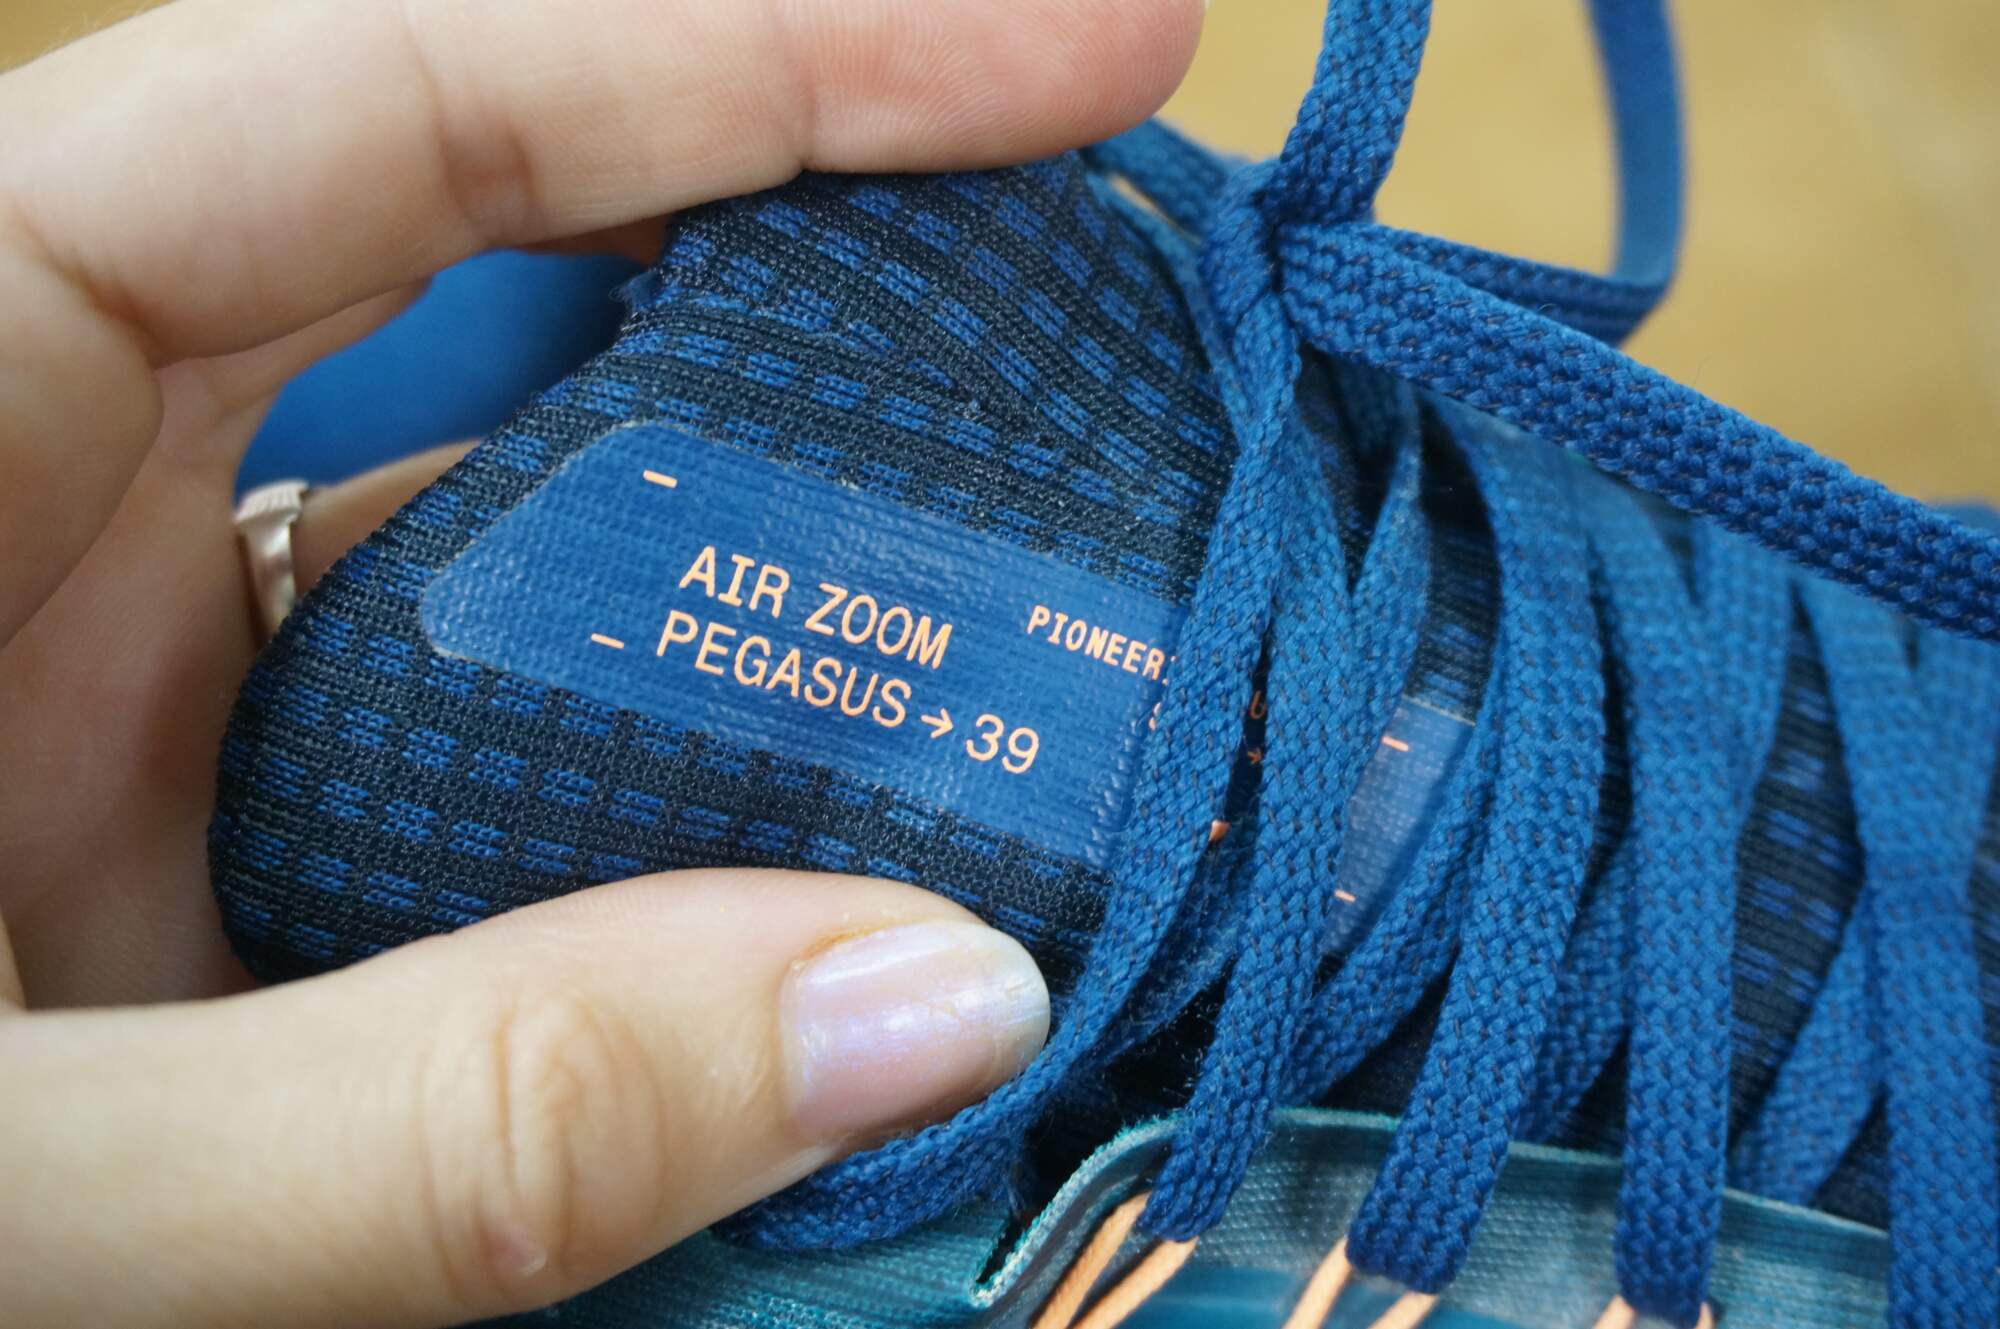 AIR ZOOM
PEGASUS → 39